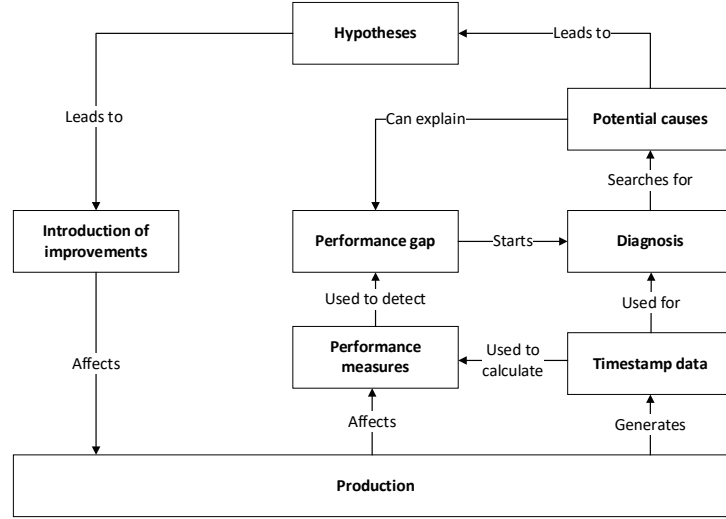 Hypotheses
Leads to
Potential causes
Can explain
Leads to
Searches for
Introduction of
improvements
Performance gap
Starts
Diagnosis
Used to detect
Used for
Performance
measures
Used to
calculate
Timestamp data
Affects
Affects
Generates
Production